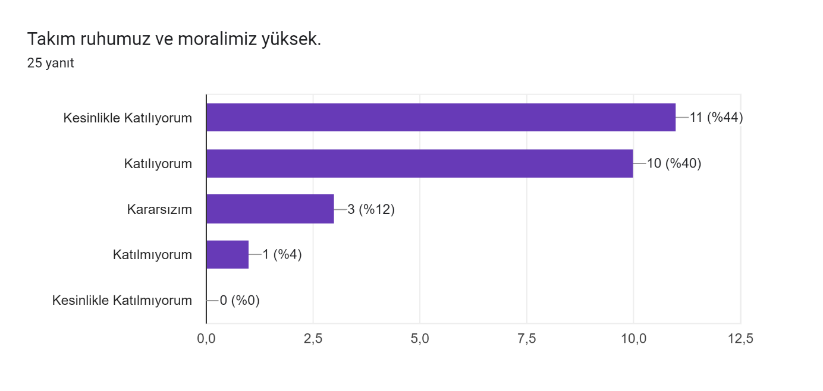 Takım ruhumuz ve moralimiz yüksek.
25 yanıt
Kesinlikle Katılıyorum
11 (%44)
Katılıyorum
10 (%40)
Kararsızım
3 (%12)
Katılmıyorum
1 (%4)
Kesinlikle Katılmıyorum
0 (%0)
0,0 2,5 5,0 7,5 10,0 12,5